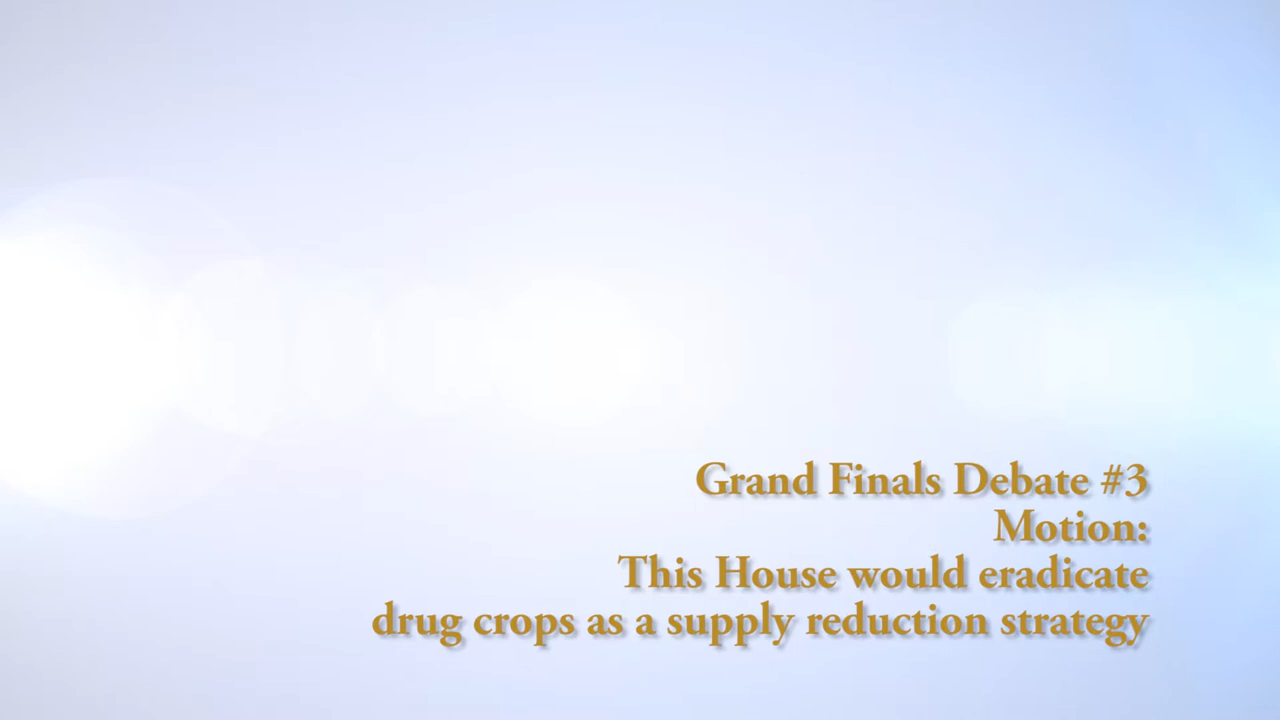 Grand Finals Debate #3
Motion:
This House would eradicate
drug crops as a supply reduction strategy